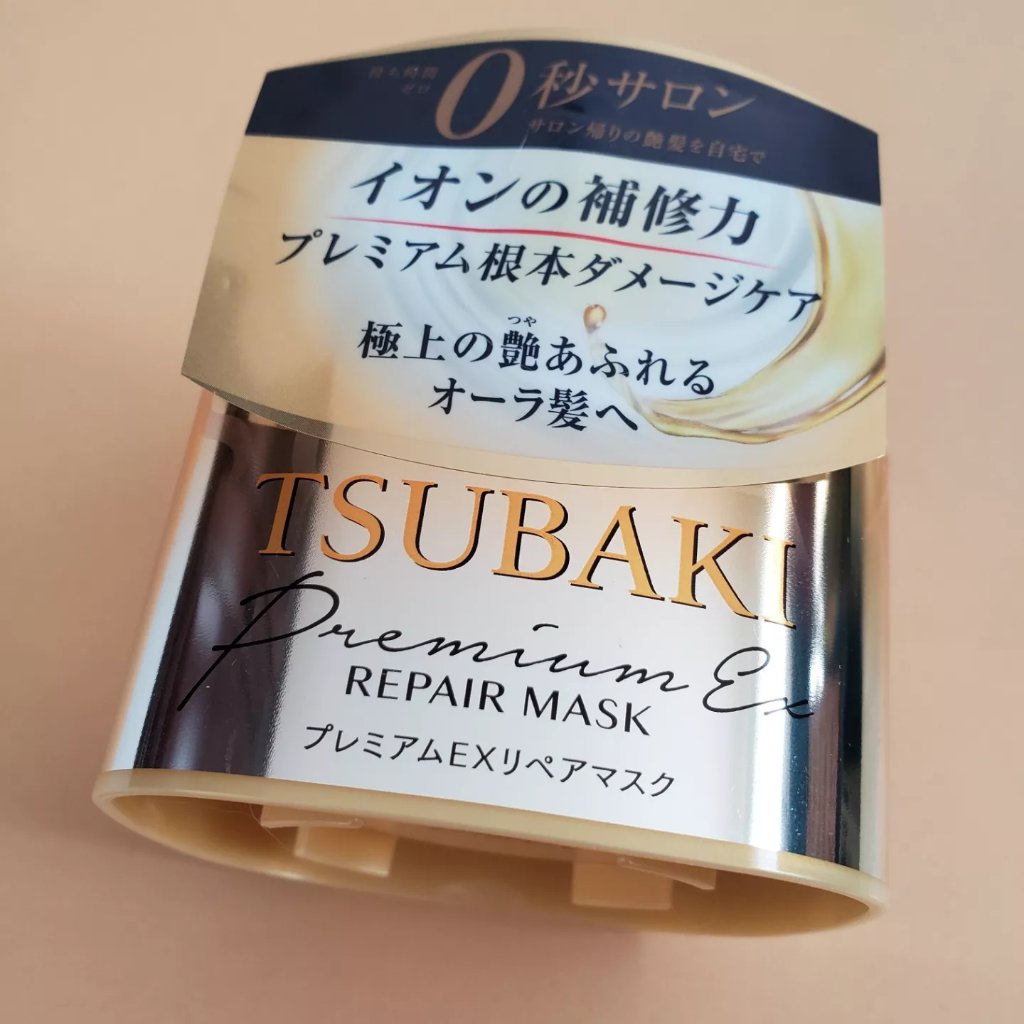 待ち時間
ゼロ
0秒サロン
サロン帰りの艶髪を自宅で
イオンの補修力
プレミアム根本ダメージケア
つや
極上の艶あふれる
オーラ髪へ
TSUBAKI
Premium Ex
REPAIR MASK
プレミアムEXリペアマスク